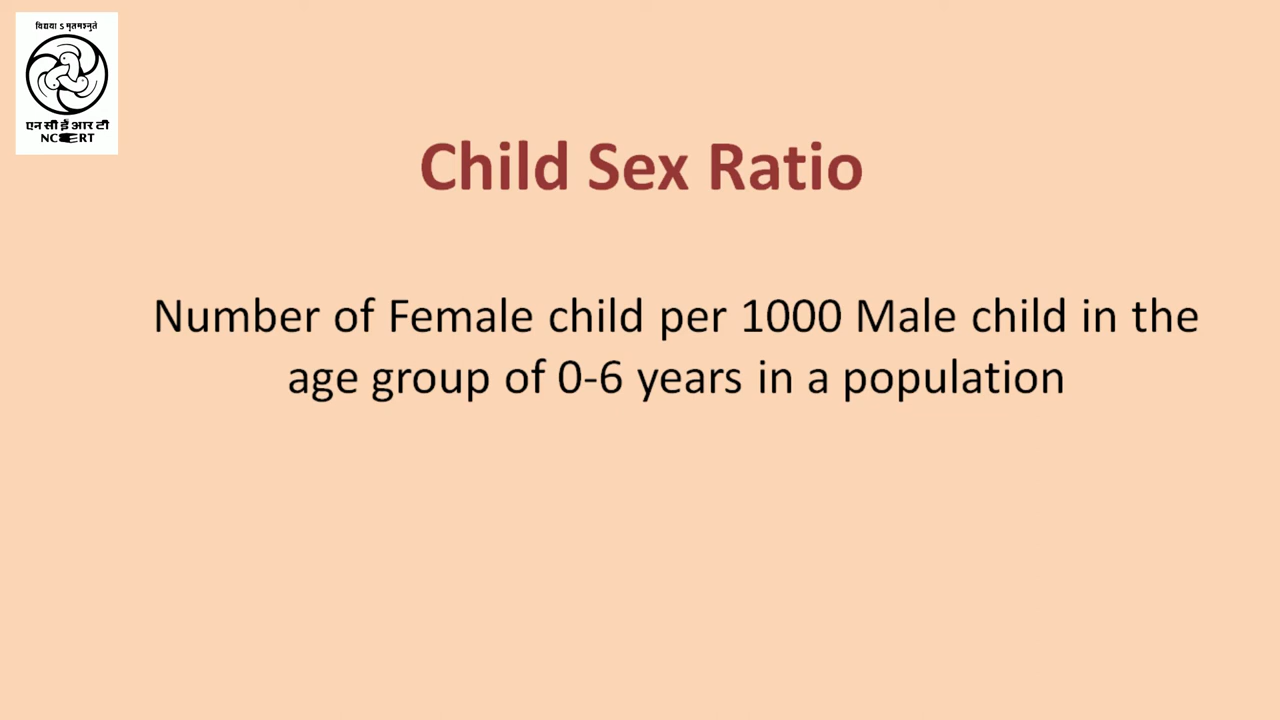 विद्यया ऽ मृतमश्नुते
एन सी ई आर टी
NCERT
Child Sex Ratio
Number of Female child per 1000 Male child in the
age group of 0-6 years in a population